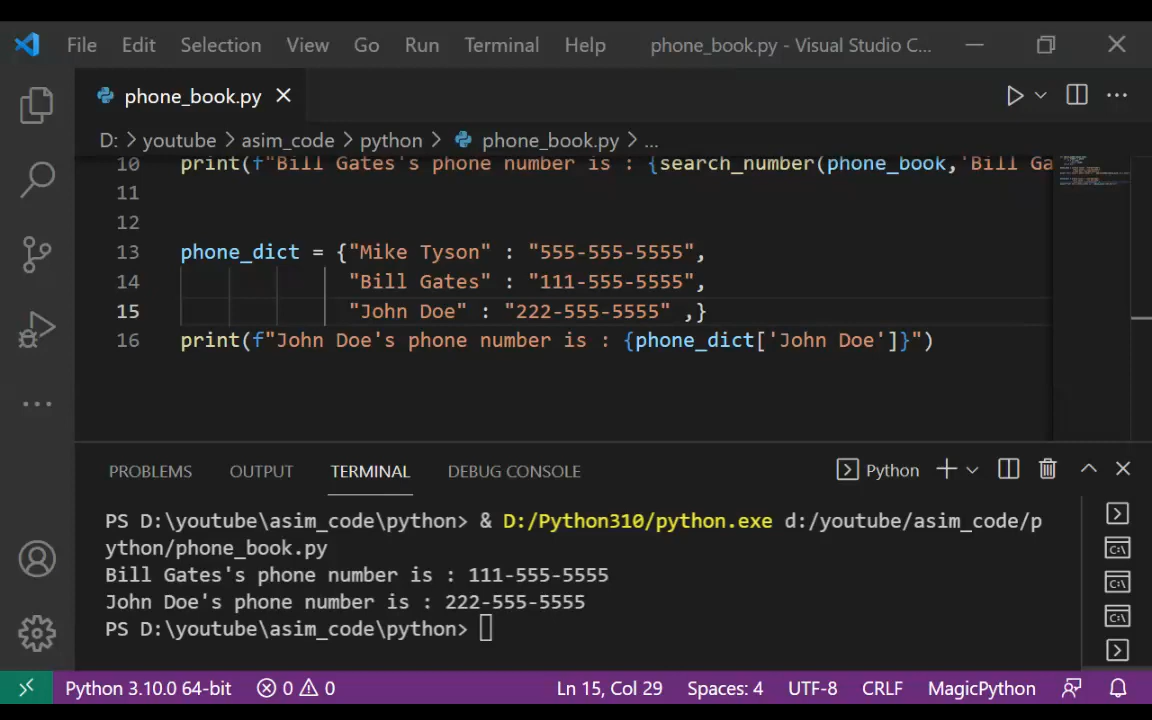 File Edit Selection View Go Run Terminal Help phone_book.py - Visual Studio C...
phone_book.py
D: > youtube > asim_code > python > phone_book.py > ...
10 print(f"Bill Gates's phone number is : {search_number(phone_book,'Bill Ga
11
12
13 phone_dict = {"Mike Tyson" : "555-555-5555",
14 "Bill Gates" : "111-555-5555",
15 "John Doe" : "222-555-5555" ,}
16 print(f"John Doe's phone number is : {phone_dict['John Doe']}")
PROBLEMS OUTPUT TERMINAL DEBUG CONSOLE Python
PS D:\youtube\asim_code\python> & D:/Python310/python.exe d:/youtube/asim_code/p
ython/phone_book.py
Bill Gates's phone number is : 111-555-5555
John Doe's phone number is : 222-555-5555
PS D:\youtube\asim_code\python>
Python 3.10.0 64-bit 0 0 Ln 15, Col 29 Spaces: 4 UTF-8 CRLF MagicPython